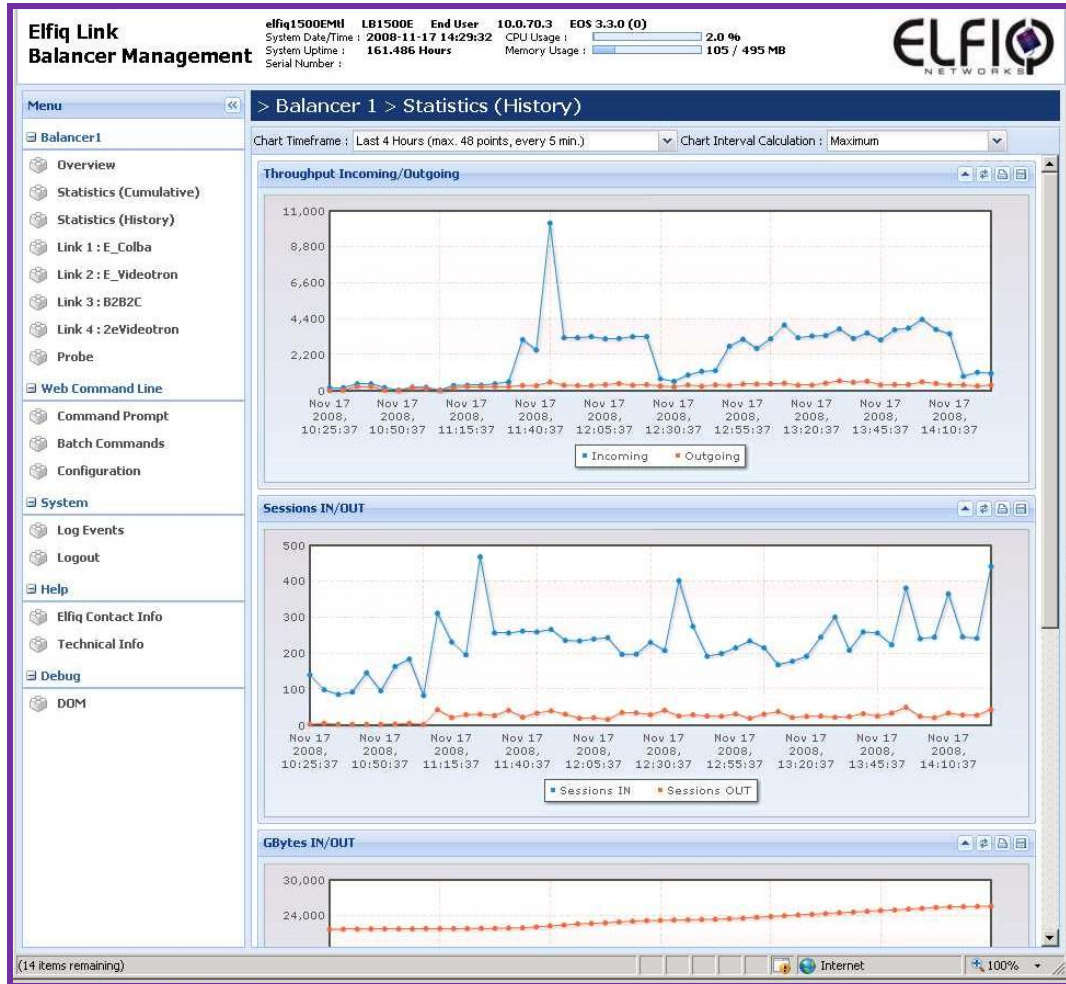 Elfiq Link
Balancer Management
elfiq1500EMtl LB1500E End User 10.0.70.3 EOS 3.3.0 (0)
System Date/Time : 2008-11-17 14:29:32 CPU Usage : 2.0 %
System Uptime : 161.486 Hours Memory Usage : 105 / 495 MB
Serial Number :
ELFIQ
NETWORKS
Menu
Balancer1
Overview
Statistics (Cumulative)
Statistics (History)
Link 1 : E_Colba
Link 2 : E_Videotron
Link 3 : B2B2C
Link 4 : 2eVideotron
Probe
Web Command Line
Command Prompt
Batch Commands
Configuration
System
Log Events
Logout
Help
Elfiq Contact Info
Technical Info
Debug
DOM
> Balancer 1 > Statistics (History)
Chart Timeframe : Last 4 Hours (max. 48 points, every 5 min.) Chart Interval Calculation : Maximum
Throughput Incoming/Outgoing
11,000
8,800
6,600
4,400
2,200
0
Nov 17 Nov 17 Nov 17 Nov 17 Nov 17 Nov 17 Nov 17 Nov 17 Nov 17 Nov 17
2008, 2008, 2008, 2008, 2008, 2008, 2008, 2008, 2008, 2008,
10:25:37 10:50:37 11:15:37 11:40:37 12:05:37 12:30:37 12:55:37 13:20:37 13:45:37 14:10:37
Incoming Outgoing
Sessions IN/OUT
500
400
300
200
100
0
Nov 17 Nov 17 Nov 17 Nov 17 Nov 17 Nov 17 Nov 17 Nov 17 Nov 17 Nov 17
2008, 2008, 2008, 2008, 2008, 2008, 2008, 2008, 2008, 2008,
10:25:37 10:50:37 11:15:37 11:40:37 12:05:37 12:30:37 12:55:37 13:20:37 13:45:37 14:10:37
Sessions IN Sessions OUT
GBytes IN/OUT
30,000
24,000
(14 items remaining) Internet 100%